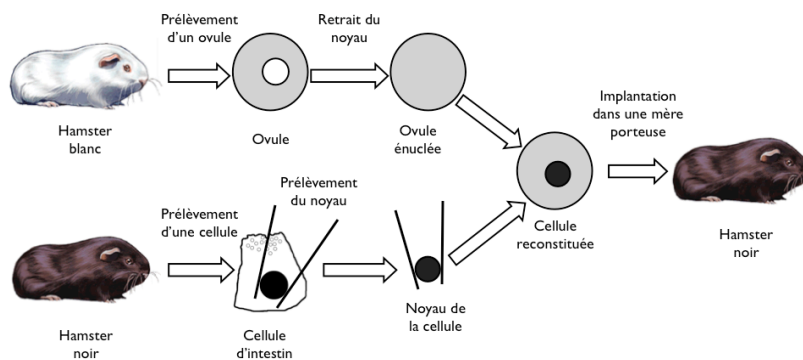 Prélèvement
d'un ovule
Retrait du
noyau
Hamster
blanc
Ovule
Ovule
énuclée
Implantation
dans une mère
porteuse
Prélèvement
d'une cellule
Prélèvement
du noyau
Cellule
reconstituée
Hamster
noir
Hamster
noir
Cellule
d'intestin
Noyau de
la cellule